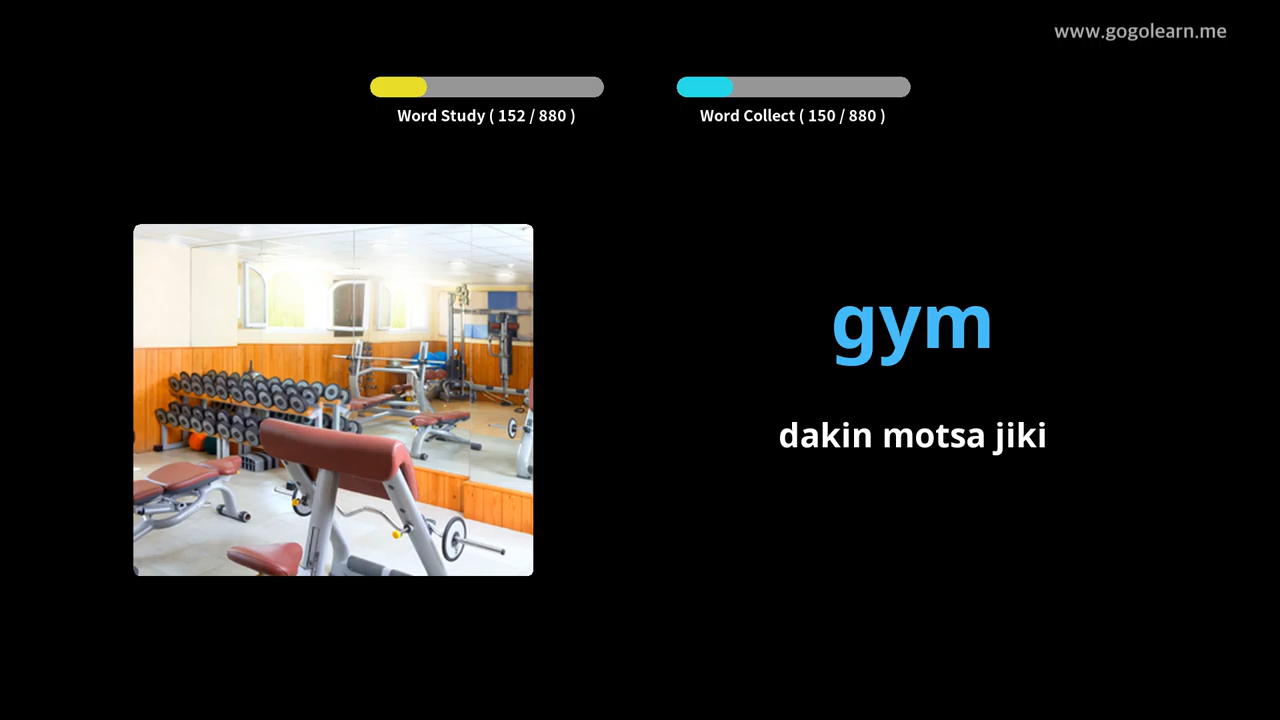 www.gogolearn.me
Word Study ( 152 / 880 )
Word Collect ( 150 / 880 )
gym
dakin motsa jiki